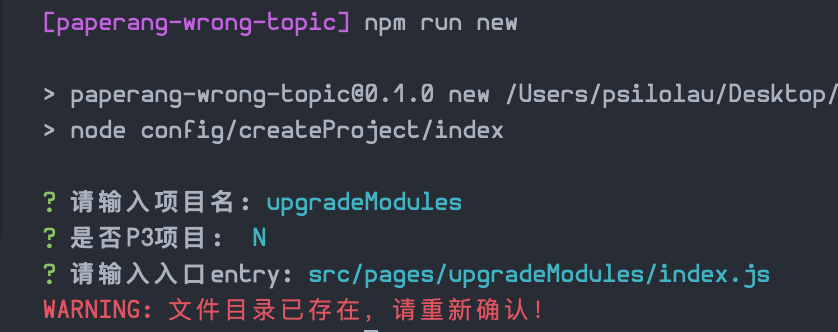 [paperang-wrong-topic] npm run new
> paperang-wrong-topic@0.1.0 new /Users/psilolau/Desktop/
> node config/createProject/index
? 请输入项目名: upgradeModules
? 是否P3项目: N
? 请输入入口entry: src/pages/upgradeModules/index.js
WARNING: 文件目录已存在, 请重新确认!